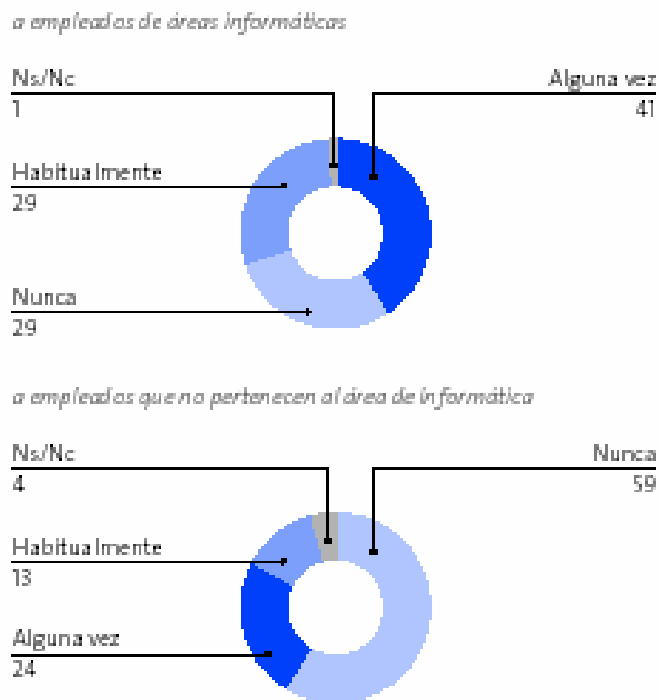 a empleados de áreas informáticas
Ns/Nc
1
Alguna vez
41
Habitualmente
29
Nunca
29
a empleados que no pertenecen al área de informática
Ns/Nc
4
Nunca
59
Habitualmente
13
Alguna vez
24